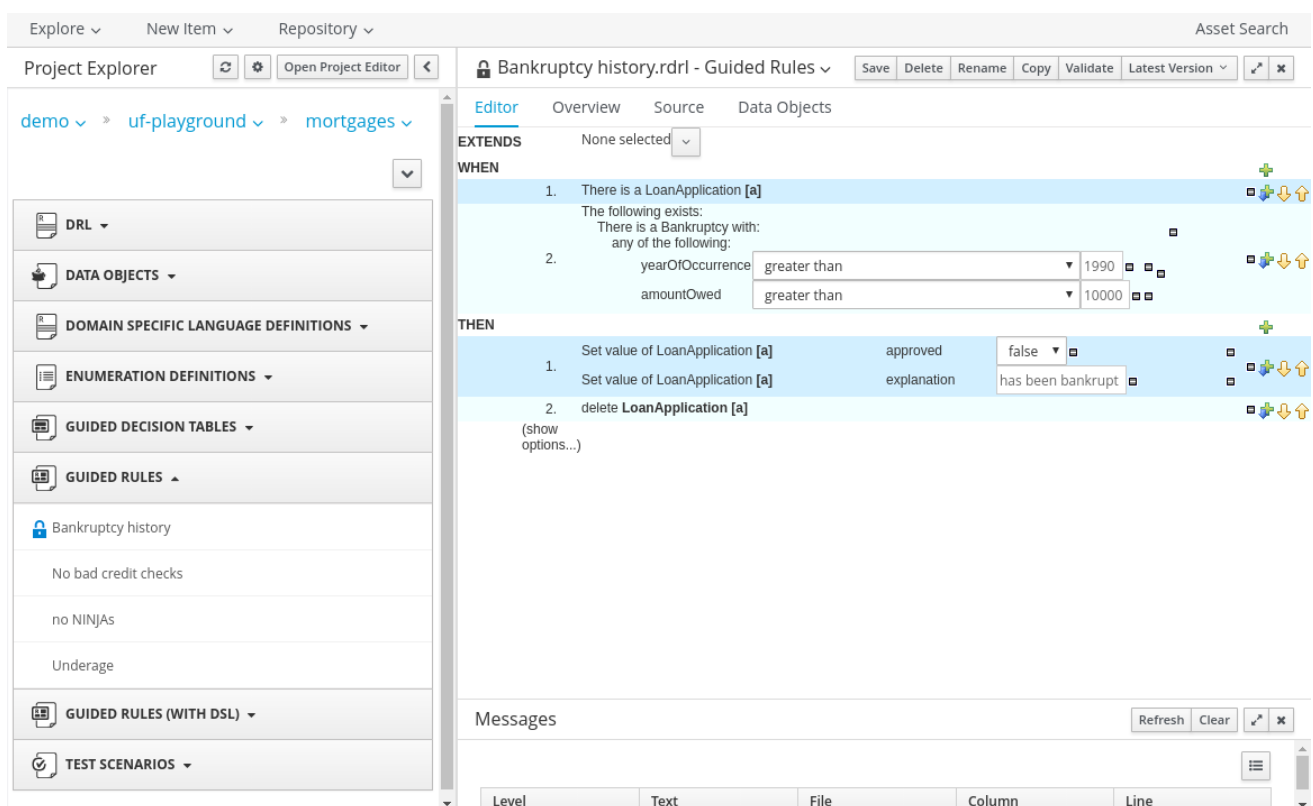 Explore New Item Repository Asset Search
Project Explorer Open Project Editor
demo » uf-playground » mortgages
DRL
DATA OBJECTS
DOMAIN SPECIFIC LANGUAGE DEFINITIONS
ENUMERATION DEFINITIONS
GUIDED DECISION TABLES
GUIDED RULES
Bankruptcy history
No bad credit checks
no NINJAs
Underage
GUIDED RULES (WITH DSL)
TEST SCENARIOS
Bankruptcy history.rdrl - Guided Rules Save Delete Rename Copy Validate Latest Version
Editor Overview Source Data Objects
EXTENDS None selected
WHEN
1. There is a LoanApplication [a]
The following exists:
There is a Bankruptcy with:
any of the following:
2.
yearOfOccurrence greater than 1990
amountOwed greater than 10000
THEN
1.
Set value of LoanApplication [a] approved false
Set value of LoanApplication [a] explanation has been bankrupt
2. delete LoanApplication [a]
(show
options...)
Messages Refresh Clear
Level Text File Column Line